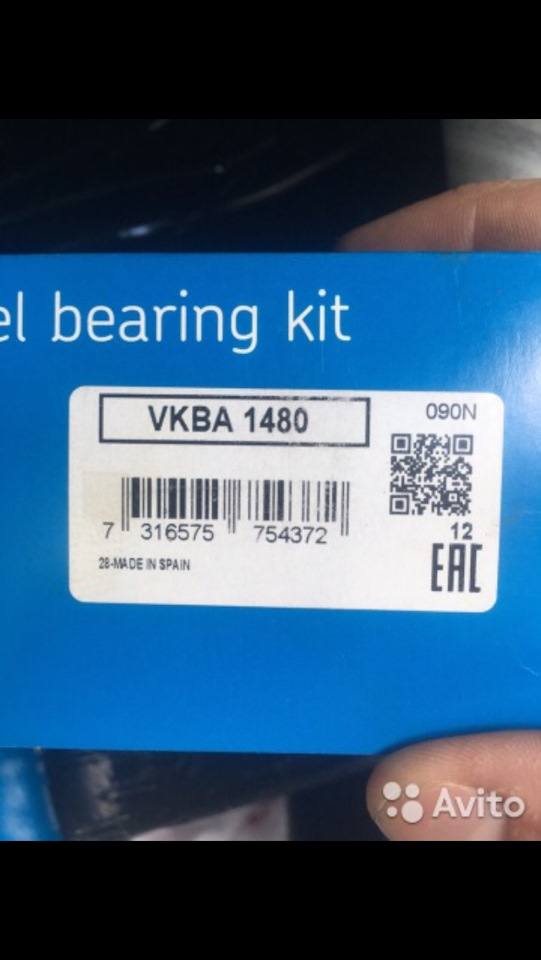 el bearing kit
VKBA 1480
090N
7 316575 754372
12
28-MADE IN SPAIN
EAC
Avito